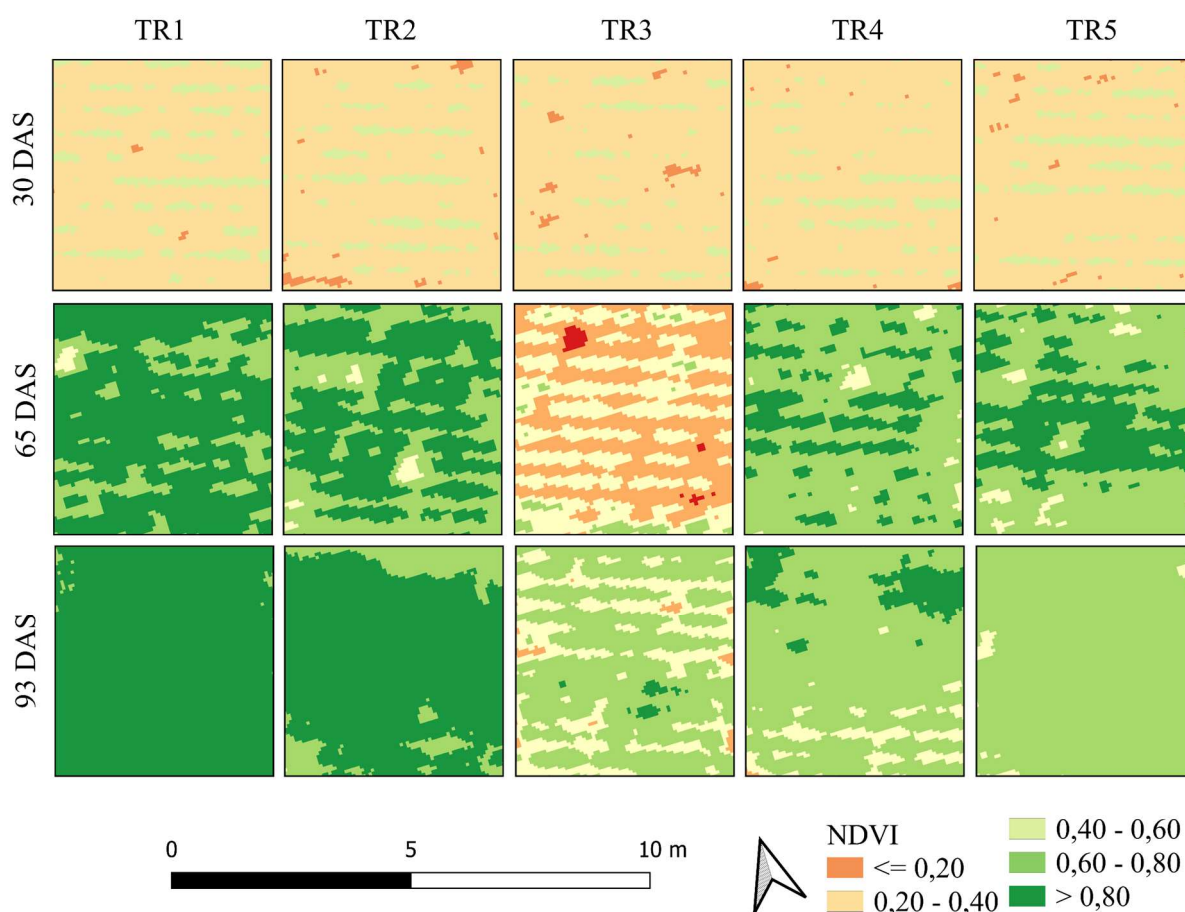 TR1 TR2 TR3 TR4 TR5
30 DAS
65 DAS
93 DAS
0 5 10 m
NDVI
<= 0,20
0,20 - 0,40
0,40 - 0,60
0,60 - 0,80
> 0,80